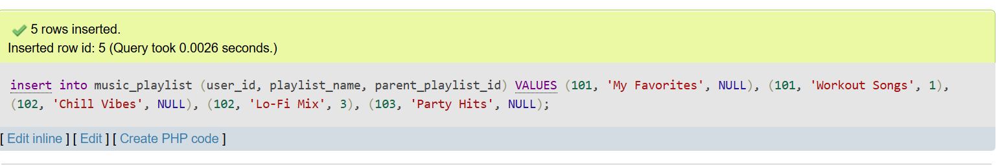 5 rows inserted.
Inserted row id: 5 (Query took 0.0026 seconds.)
insert into music_playlist (user_id, playlist_name, parent_playlist_id) VALUES (101, 'My Favorites', NULL), (101, 'Workout Songs', 1),
(102, 'Chill Vibes', NULL), (102, 'Lo-Fi Mix', 3), (103, 'Party Hits', NULL);
[ Edit inline ] [ Edit ] [ Create PHP code ]